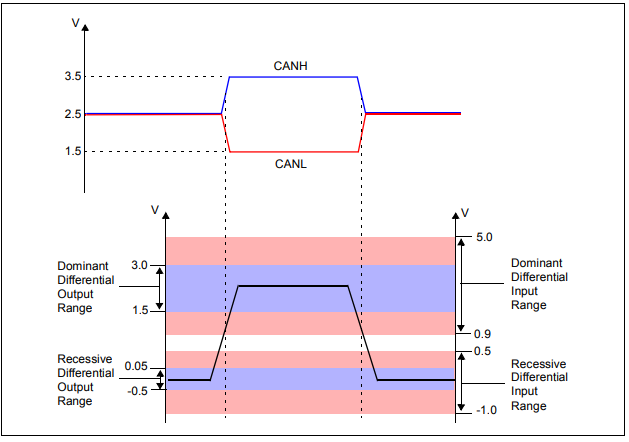 V
CANH
3.5
2.5
1.5
CANL
V
V
5.0
Dominant
Differential
Output
Range
3.0
1.5
Dominant
Differential
Input
Range
0.9
0.5
Recessive
Differential
Output
Range
0.05
-0.5
Recessive
Differential
Input
Range
-1.0